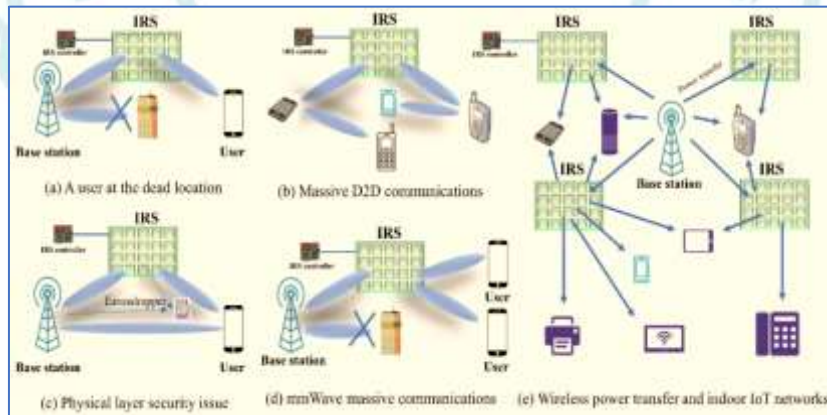 IRS
IRS controller
Base station
User
(a) A user at the dead location
IRS
IRS controller
(b) Massive D2D communications
IRS
IRS controller
Eavesdropper
Base station
User
(c) Physical layer security issue
IRS
IRS controller
User
Base station
User
(d) mmWave massive communications
IRS
IRS
IRS controller
Power transfer
IRS
IRS
Base station
(e) Wireless power transfer and indoor IoT networks